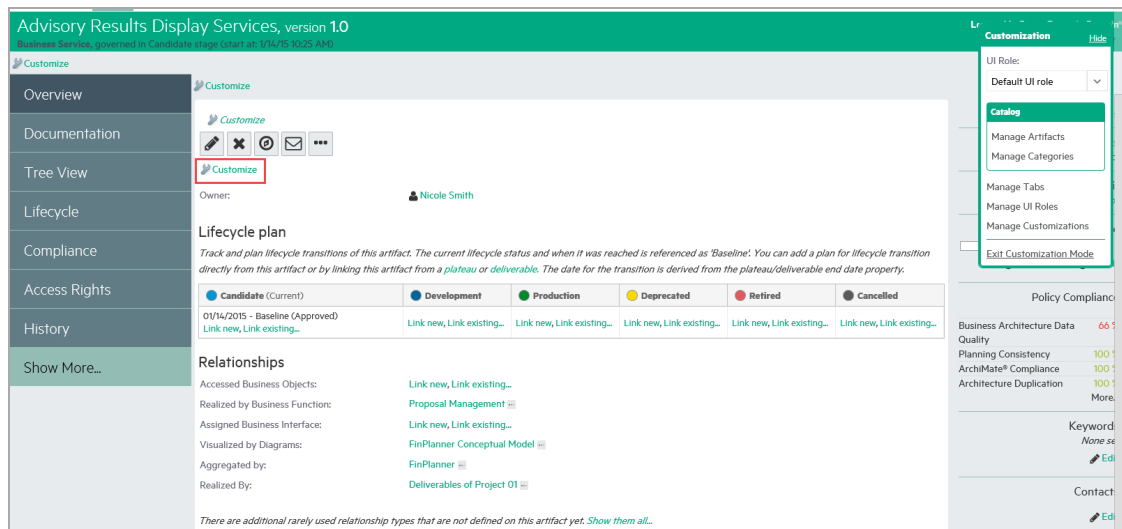 Advisory Results Display Services, version 1.0
Business Service, governed in Candidate stage (start at: 1/14/15 10:25 AM)
Customize
Overview
Documentation
Tree View
Lifecycle
Compliance
Access Rights
History
Show More...
Customize
Customize
Customize
Owner:
Nicole Smith
Lifecycle plan
Track and plan lifecycle transitions of this artifact. The current lifecycle status and when it was reached is referenced as 'Baseline'. You can add a plan for lifecycle transition
directly from this artifact or by linking this artifact from a plateau or deliverable. The date for the transition is derived from the plateau/deliverable end date property.
Candidate (Current) Development Production Deprecated Retired Cancelled
01/14/2015 - Baseline (Approved)
Link new, Link existing... Link new, Link existing... Link new, Link existing... Link new, Link existing... Link new, Link existing... Link new, Link existing...
Relationships
Accessed Business Objects: Link new, Link existing...
Realized by Business Function: Proposal Management
Assigned Business Interface: Link new, Link existing...
Visualized by Diagrams: FinPlanner Conceptual Model
Aggregated by: FinPlanner
Realized By: Deliverables of Project 01
There are additional rarely used relationship types that are not defined on this artifact yet. Show them all...
Customization Hide
UI Role:
Default UI role
Catalog
Manage Artifacts
Manage Categories
Manage Tabs
Manage UI Roles
Manage Customizations
Exit Customization Mode
Policy Compliance
Business Architecture Data 66 %
Quality
Planning Consistency 100 %
ArchiMate® Compliance 100 %
Architecture Duplication 100 %
More
Keyword
None se
Edi
Contact
Edi